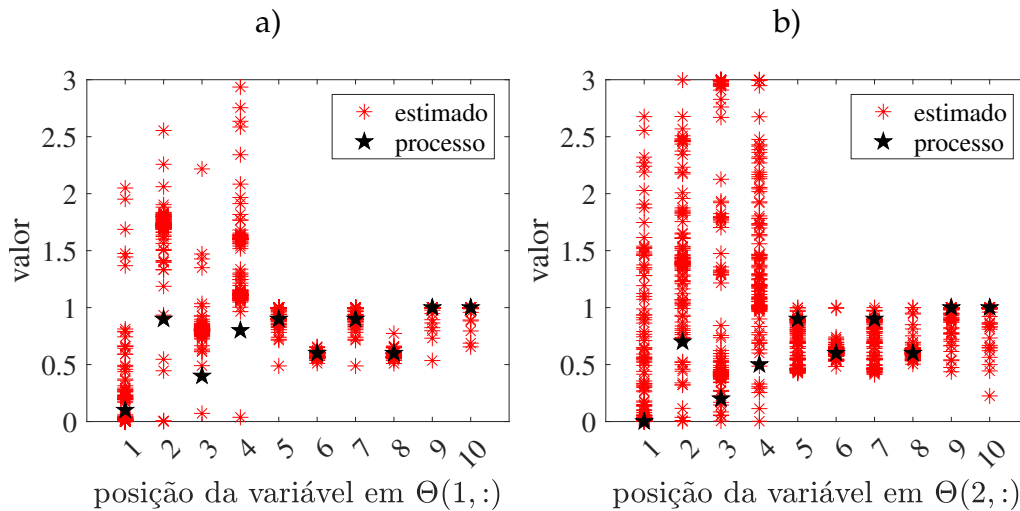 a)
3
2.5
2
1.5
1
0.5
0
valor
estimado
processo
1 2 3 4 5 6 7 8 9 10
posição da variável em Θ(1,:)
b)
3
2.5
2
1.5
1
0.5
0
valor
estimado
processo
1 2 3 4 5 6 7 8 9 10
posição da variável em Θ(2,:)